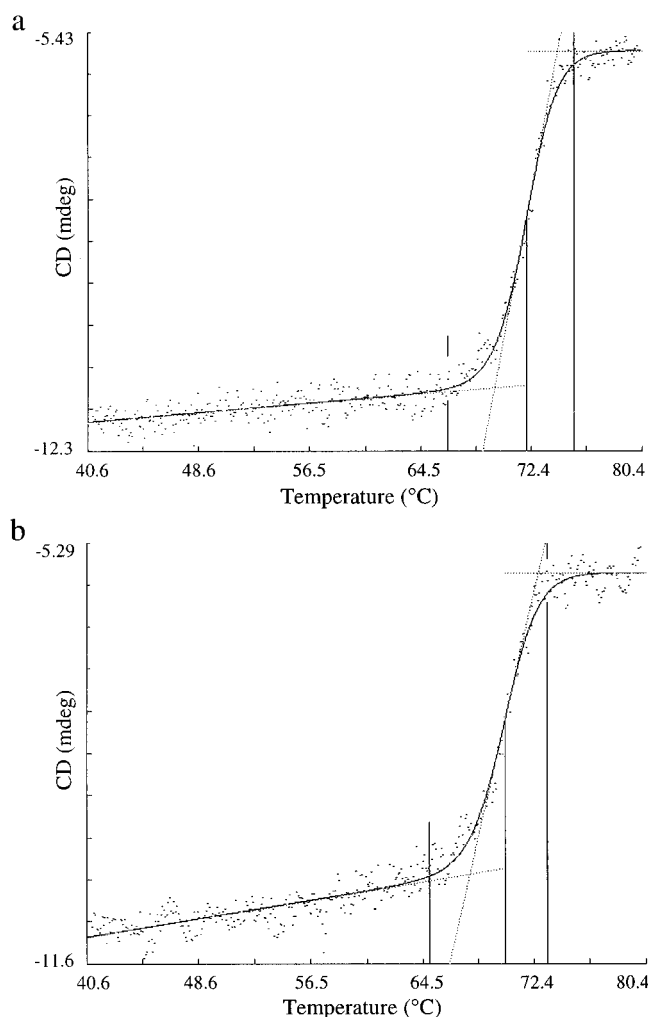 a
-5.43
CD (mdeg)
-12.3
40.6 48.6 56.5 64.5 72.4 80.4
Temperature (°C)
b
-5.29
CD (mdeg)
-11.6
40.6 48.6 56.5 64.5 72.4 80.4
Temperature (°C)